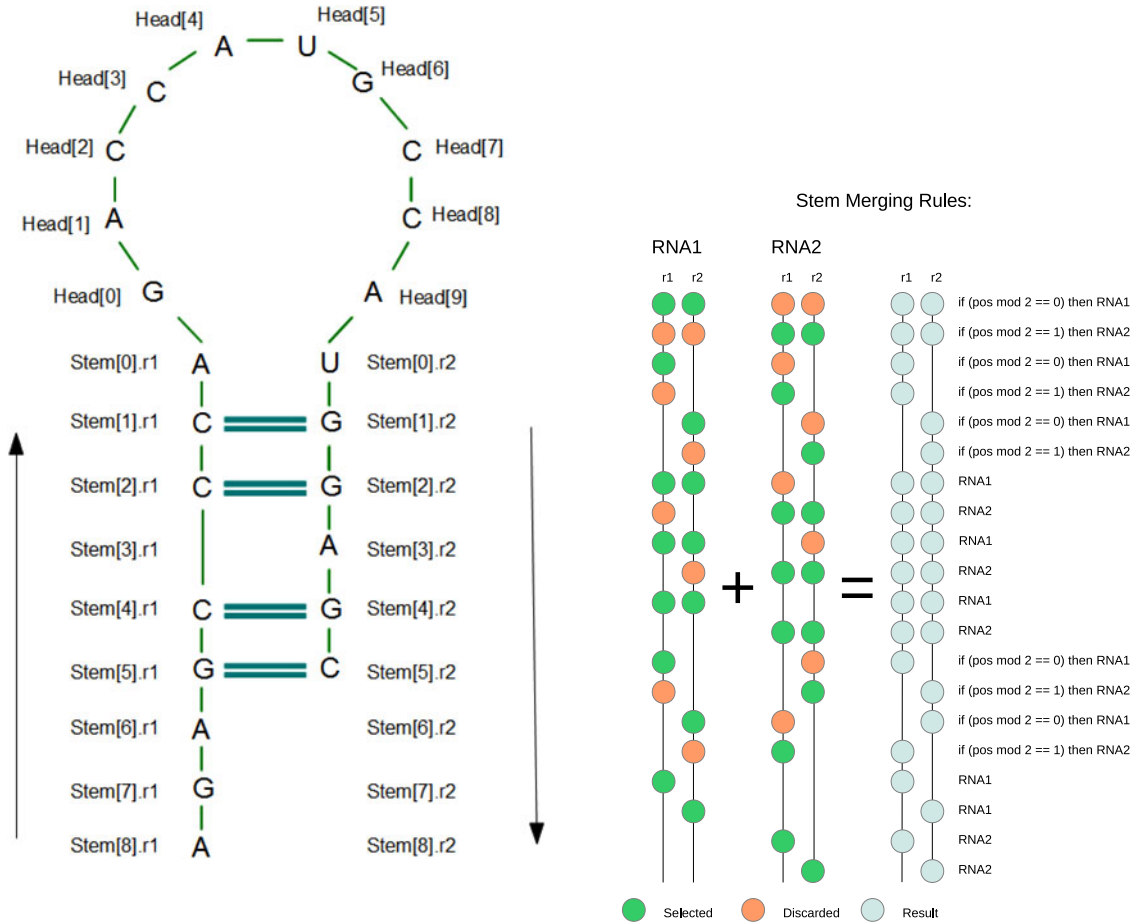 Head[4]
A
U
Head[5]
Head[3]
C
G
Head[6]
Head[2]
C
C
Head[7]
Head[1]
A
C
Head[8]
Head[0]
G
A
Head[9]
Stem[0].r1
A
U
Stem[0].r2
Stem[1].r1
C
G
Stem[1].r2
Stem[2].r1
C
G
Stem[2].r2
Stem[3].r1
A
Stem[3].r2
Stem[4].r1
C
G
Stem[4].r2
Stem[5].r1
G
C
Stem[5].r2
Stem[6].r1
A
Stem[6].r2
Stem[7].r1
G
Stem[7].r2
Stem[8].r1
A
Stem[8].r2
Stem Merging Rules:
RNA1
RNA2
r1
r2
r1
r2
r1
r2
if (pos mod 2 == 0) then RNA1
if (pos mod 2 == 1) then RNA2
if (pos mod 2 == 0) then RNA1
if (pos mod 2 == 1) then RNA2
if (pos mod 2 == 0) then RNA1
if (pos mod 2 == 1) then RNA2
RNA1
RNA2
RNA1
RNA2
+
=
RNA1
RNA2
if (pos mod 2 == 0) then RNA1
if (pos mod 2 == 1) then RNA2
if (pos mod 2 == 0) then RNA1
if (pos mod 2 == 1) then RNA2
RNA1
RNA1
RNA2
RNA2
Selected
Discarded
Result